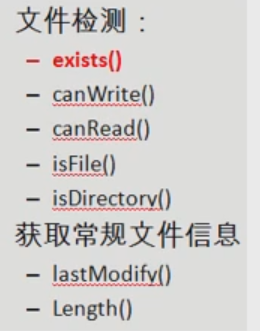 文件检测：
– exists()
– canWrite()
– canRead()
– isFile()
– isDirectory()
获取常规文件信息
– lastModify()
– Length()